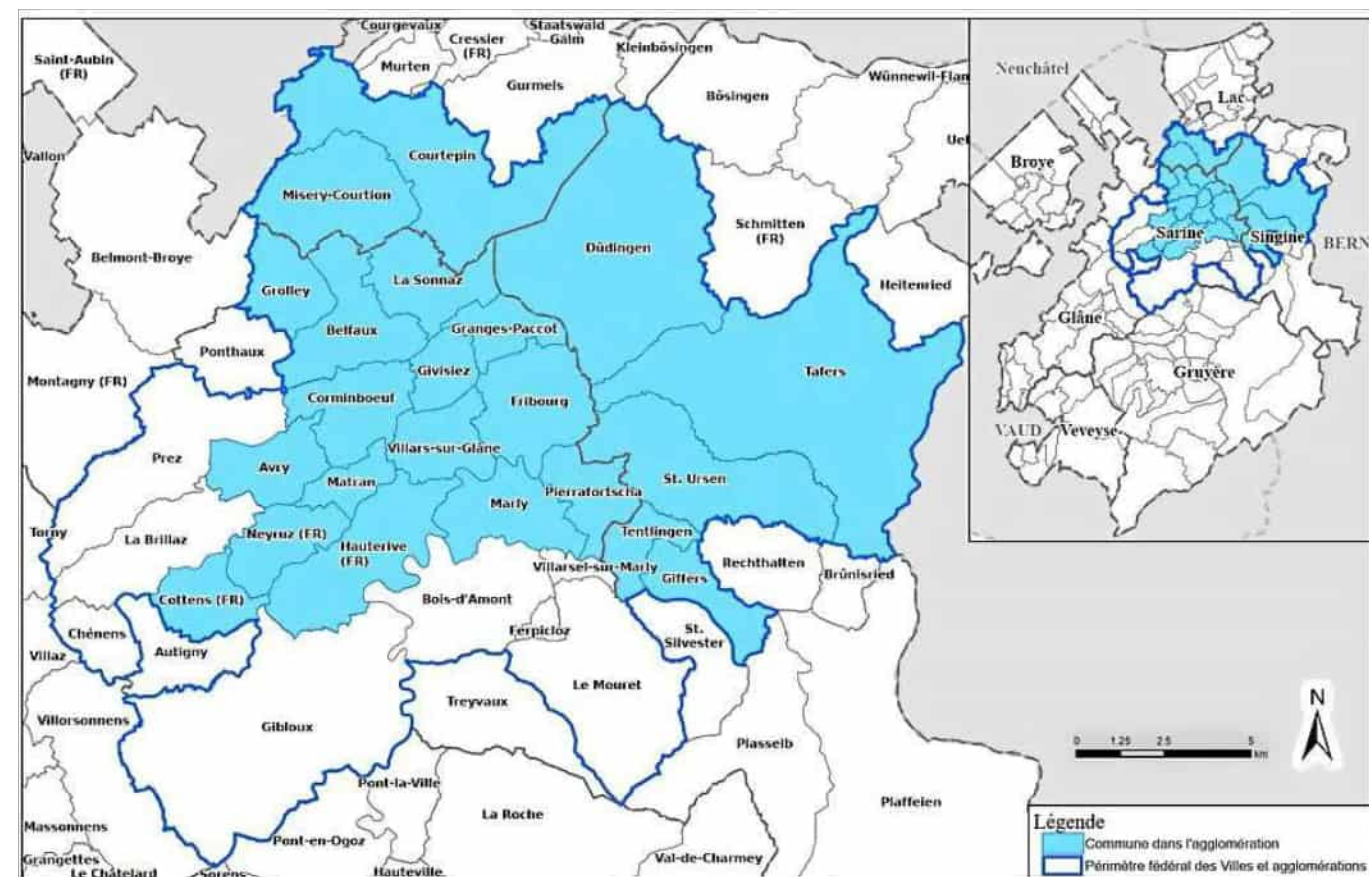 Courgevaux
Cressier
(FR)
Staatswald
Galm
Kleinbösingen
Saint-Aubin
(FR)
Murten
Gurmels
Bösingen
Wünnewil-Flam
Neuchâtel
Lac
Vallon
Courtepin
Ueb
Broye
Misery-Courtion
Schmitten
(FR)
Düdingen
Sarine
Singine
BERN
Belmont-Broye
La Sonnaz
Heitenried
Grolley
Belfaux
Granges-Paccot
Glâne
Ponthaux
Givisiez
Tafers
Montagny (FR)
Corminboeuf
Fribourg
Gruyère
VAUD
Veveyse
Prez
Villars-sur-Glâne
Avry
Matran
St. Ursen
Pierrafortscha
Marly
Torny
La Brillaz
Neyruz (FR)
Hauterive
(FR)
Tentlingen
Villarsel-sur-Marly
Rechthalten
Brünisried
Giffers
Cottens (FR)
Bois-d'Amont
Chénens
Ferpicloz
St.
Silvester
Villaz
Autigny
Le Mouret
Treyvaux
N
Villorsonnens
Gibloux
Plasselb
0 1.25 2.5 5
km
Pont-la-Ville
Plaffeien
La Roche
Massonnens
Pont-en-Ogoz
Grangettes
Le Châtelard
Sorens
Hauteville
Val-de-Charmey
Légende
Commune dans l'agglomération
Périmètre fédéral des Villes et agglomérations